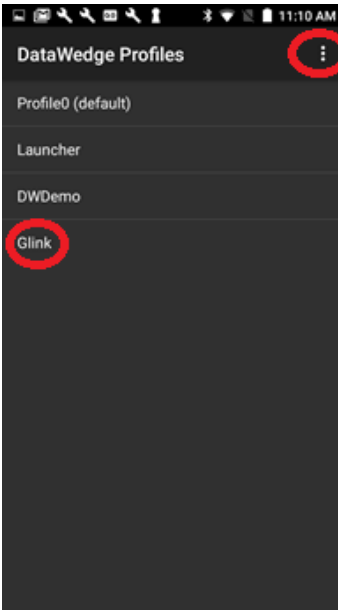 11:10 AM
DataWedge Profiles
Profile0 (default)
Launcher
DWDemo
Glink